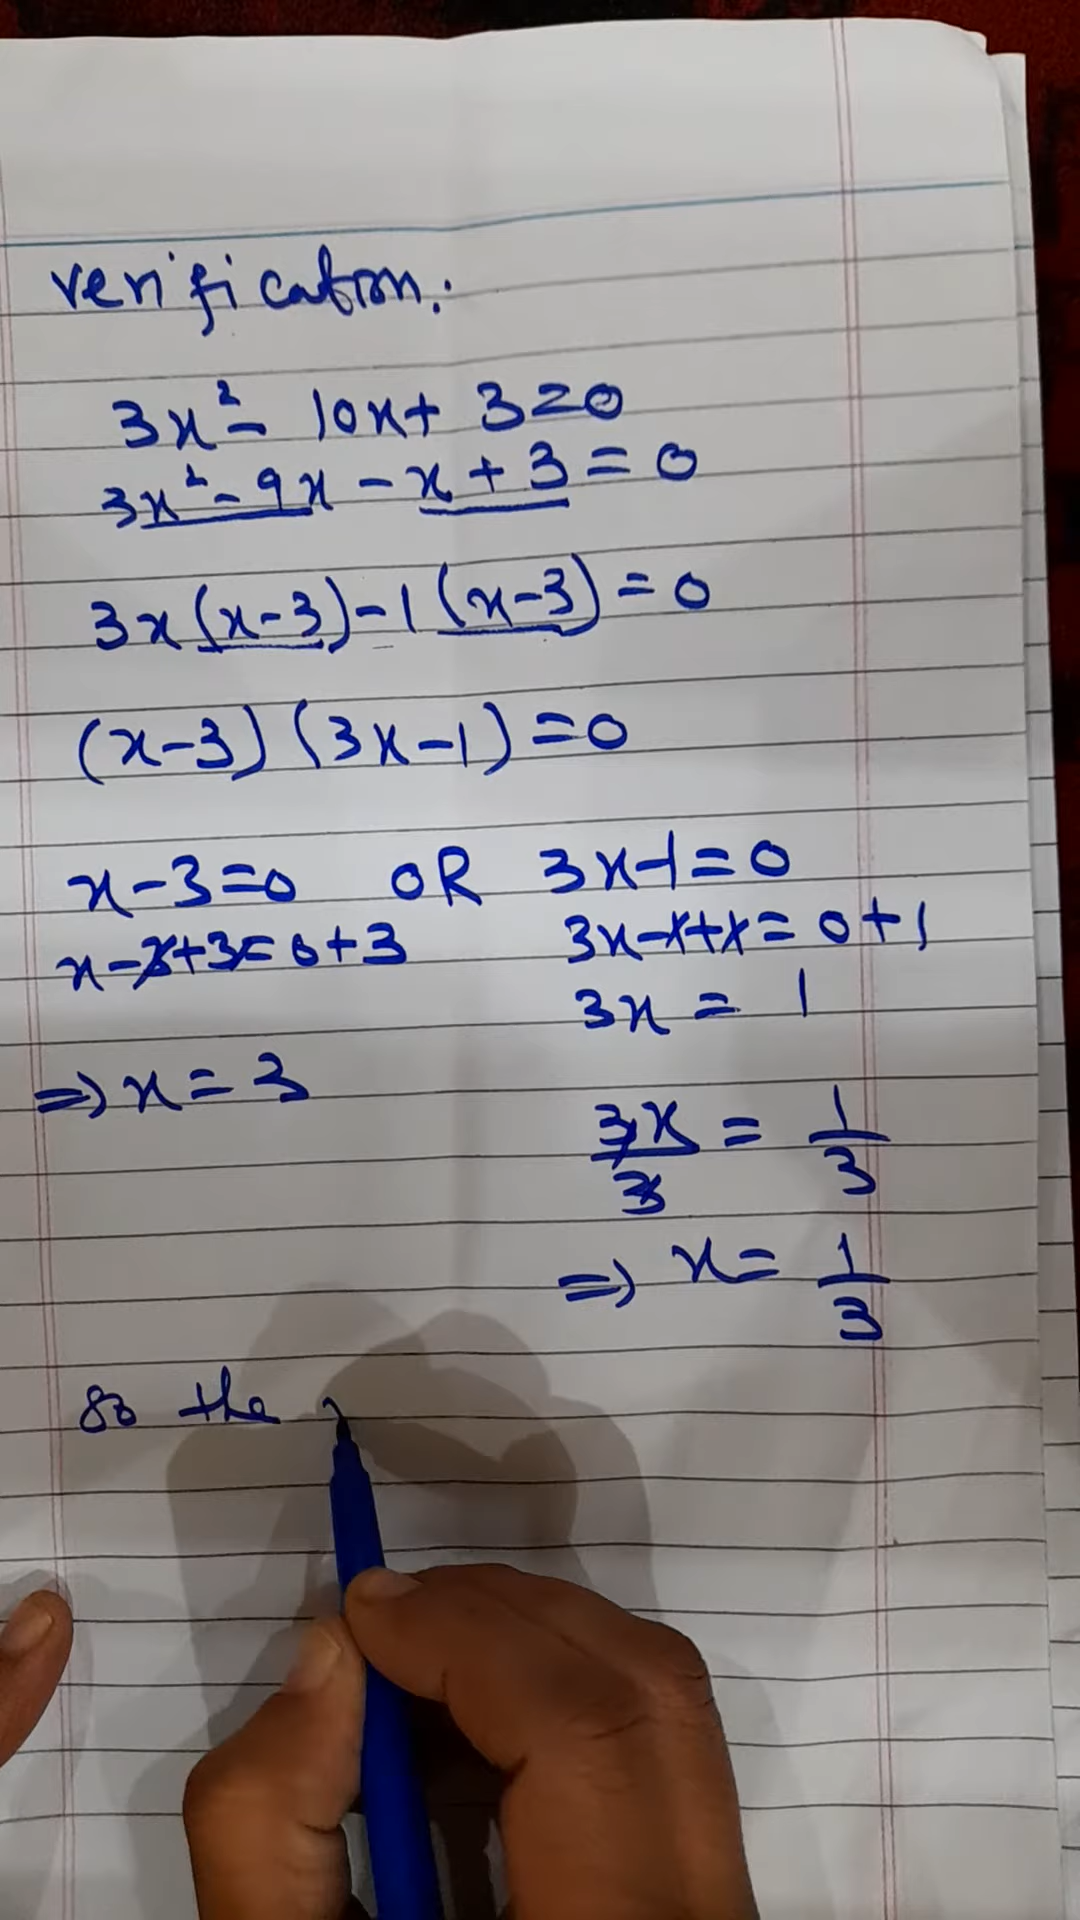 verification:
3x² - 10x + 3 = 0
3x² - 9x - x + 3 = 0
3x(x-3) - 1(x-3) = 0
(x-3) (3x-1) = 0
x-3=0 OR 3x-1=0
x-3+3=0+3 3x-1+1=0+1
3x = 1
⇒ x = 3
3x/3 = 1/3
⇒ x = 1/3
so the